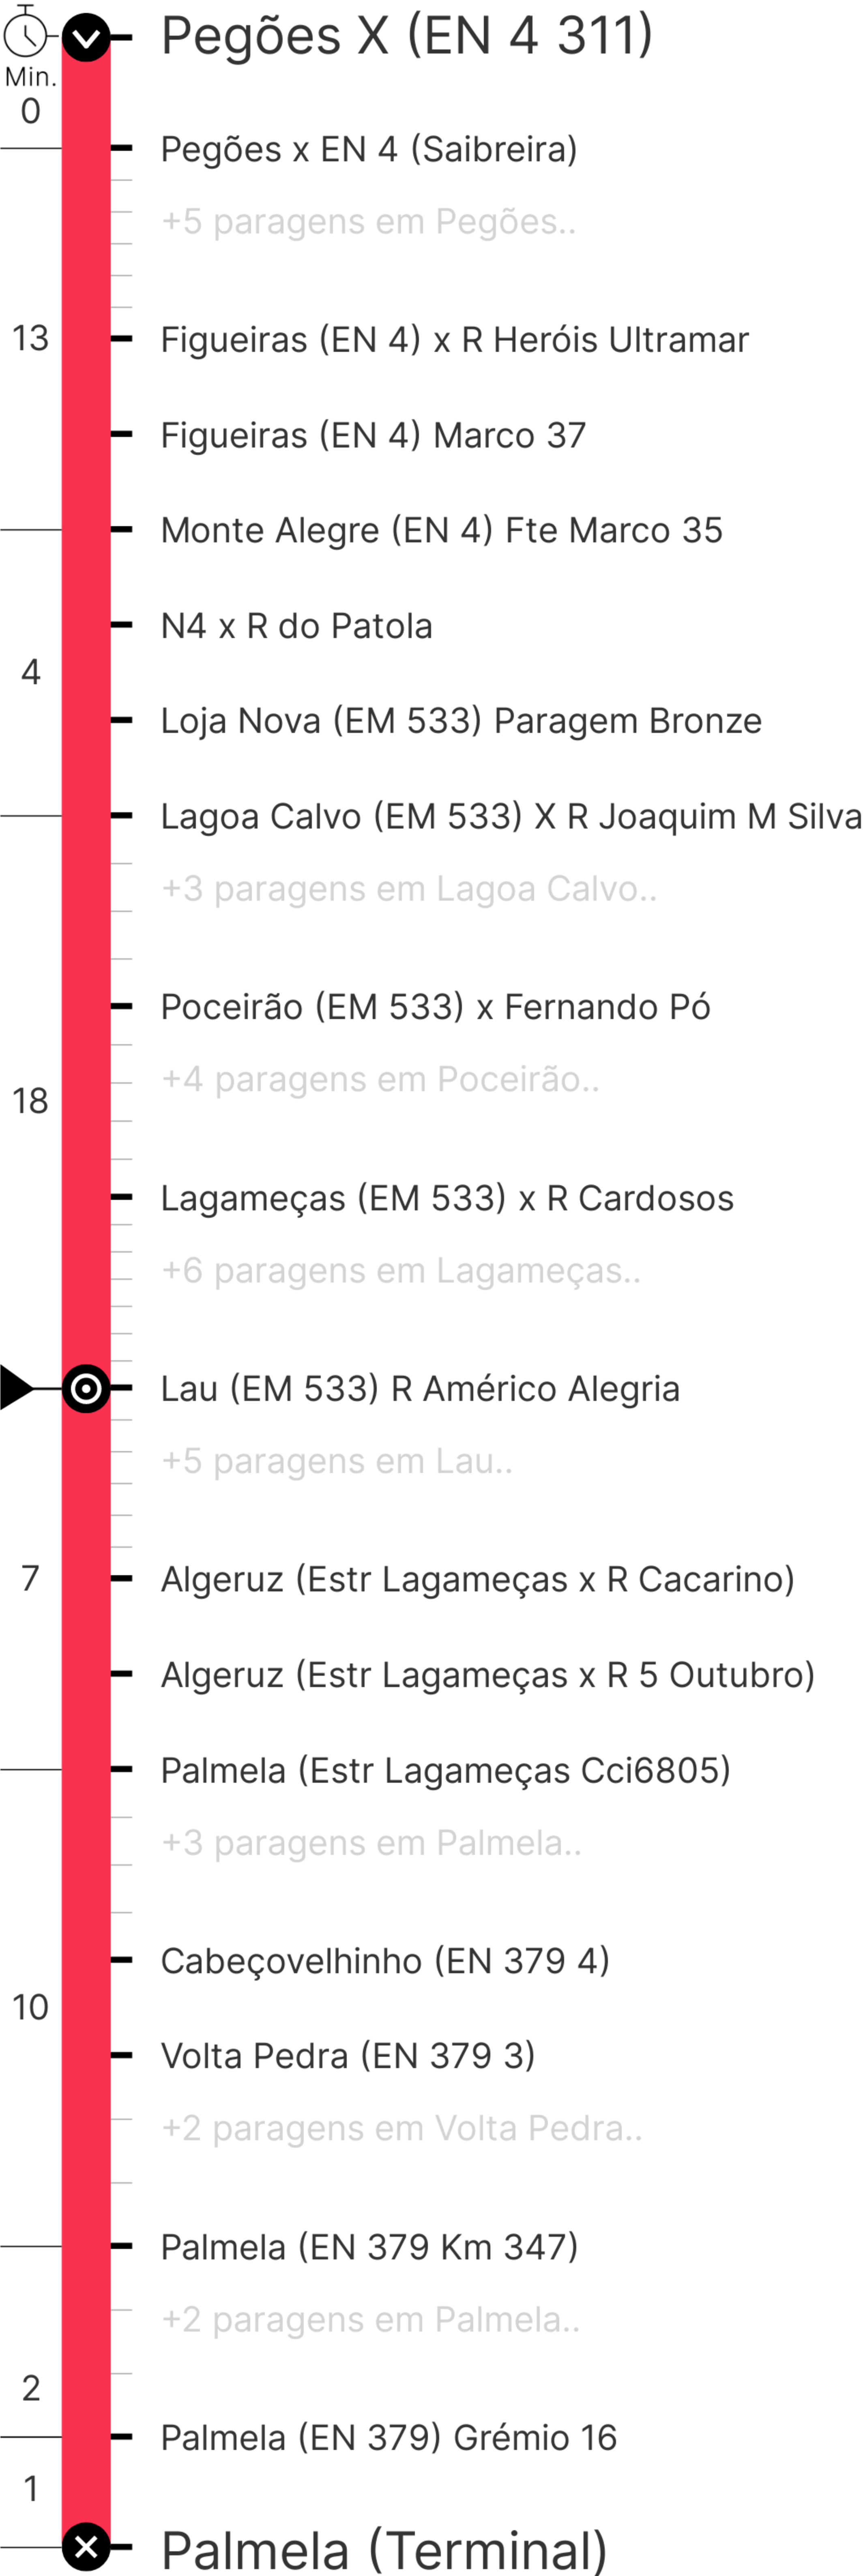 Pegões X (EN 4 311)
Min.
0
Pegões x EN 4 (Saibreira)
+5 paragens em Pegões..
13
Figueiras (EN 4) x R Heróis Ultramar
Figueiras (EN 4) Marco 37
Monte Alegre (EN 4) Fte Marco 35
N4 x R do Patola
4
Loja Nova (EM 533) Paragem Bronze
Lagoa Calvo (EM 533) X R Joaquim M Silva
+3 paragens em Lagoa Calvo..
Poceirão (EM 533) x Fernando Pó
+4 paragens em Poceirão..
18
Lagameças (EM 533) x R Cardosos
+6 paragens em Lagameças..
Lau (EM 533) R Américo Alegria
+5 paragens em Lau..
7
Algeruz (Estr Lagameças x R Cacarino)
Algeruz (Estr Lagameças x R 5 Outubro)
Palmela (Estr Lagameças Cci6805)
+3 paragens em Palmela..
Cabeçovelhinho (EN 379 4)
10
Volta Pedra (EN 379 3)
+2 paragens em Volta Pedra..
Palmela (EN 379 Km 347)
+2 paragens em Palmela..
2
Palmela (EN 379) Grémio 16
1
Palmela (Terminal)